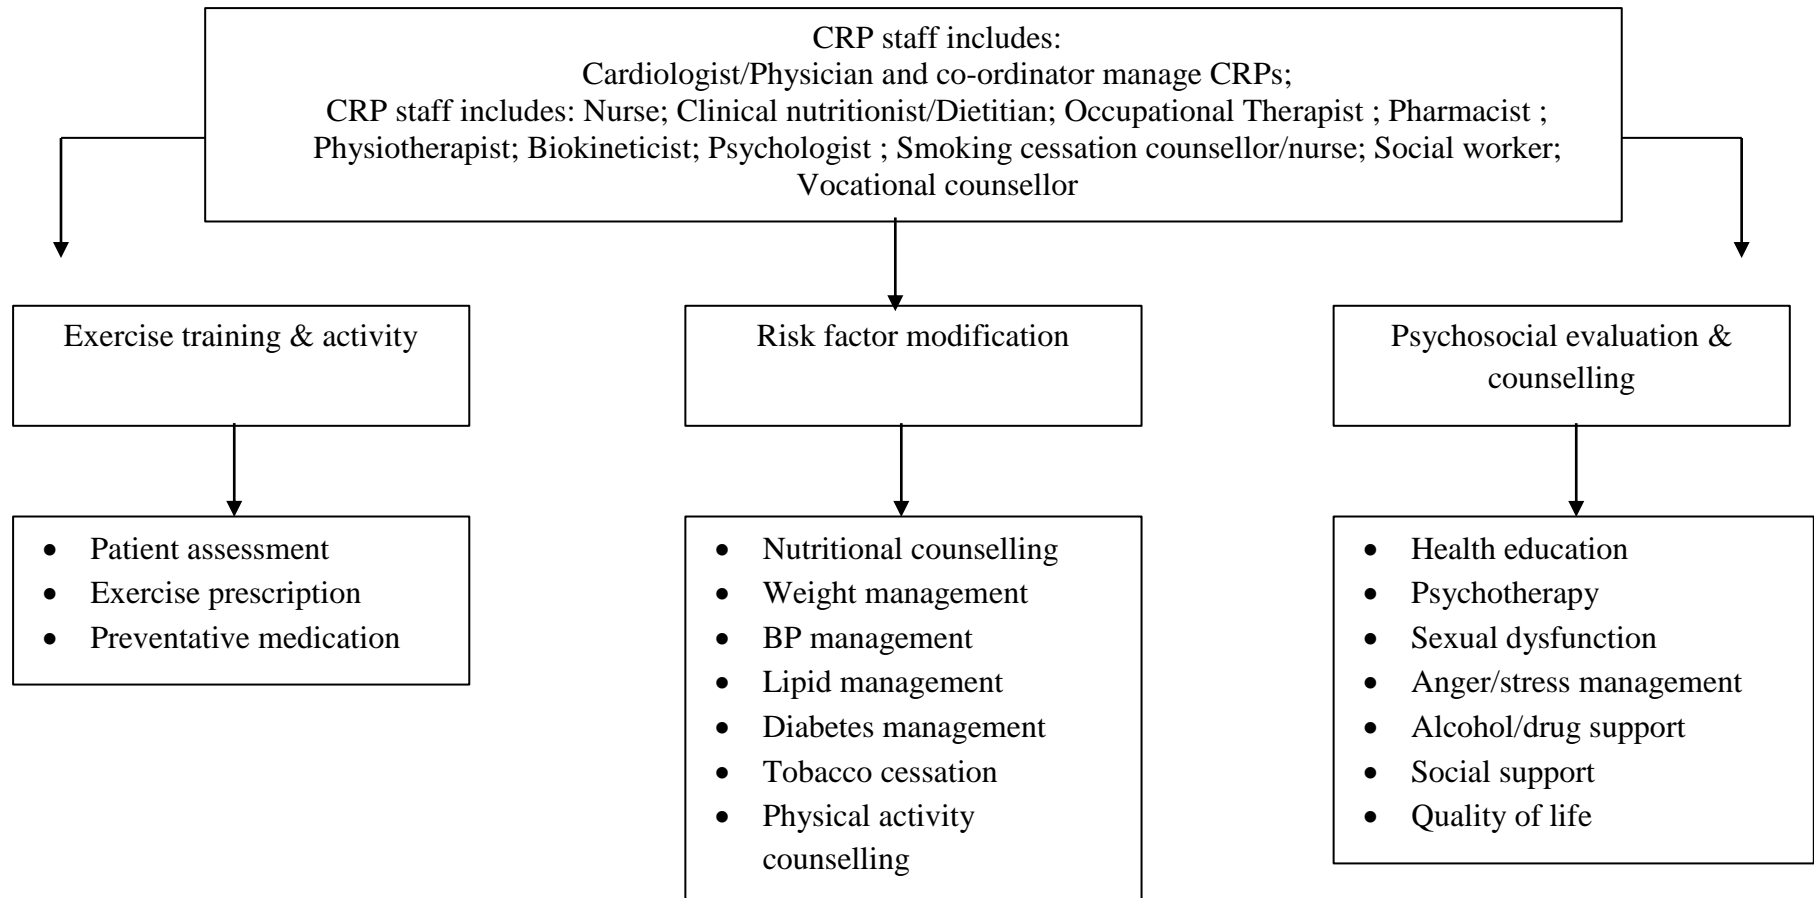 CRP staff includes:
Cardiologist/Physician and co-ordinator manage CRPs;
CRP staff includes: Nurse; Clinical nutritionist/Dietitian; Occupational Therapist ; Pharmacist ;
Physiotherapist; Biokineticist; Psychologist ; Smoking cessation counsellor/nurse; Social worker;
Vocational counsellor
Exercise training & activity
Risk factor modification
Psychosocial evaluation &
counselling
• Patient assessment
• Exercise prescription
• Preventative medication
• Nutritional counselling
• Weight management
• BP management
• Lipid management
• Diabetes management
• Tobacco cessation
• Physical activity
counselling
• Health education
• Psychotherapy
• Sexual dysfunction
• Anger/stress management
• Alcohol/drug support
• Social support
• Quality of life